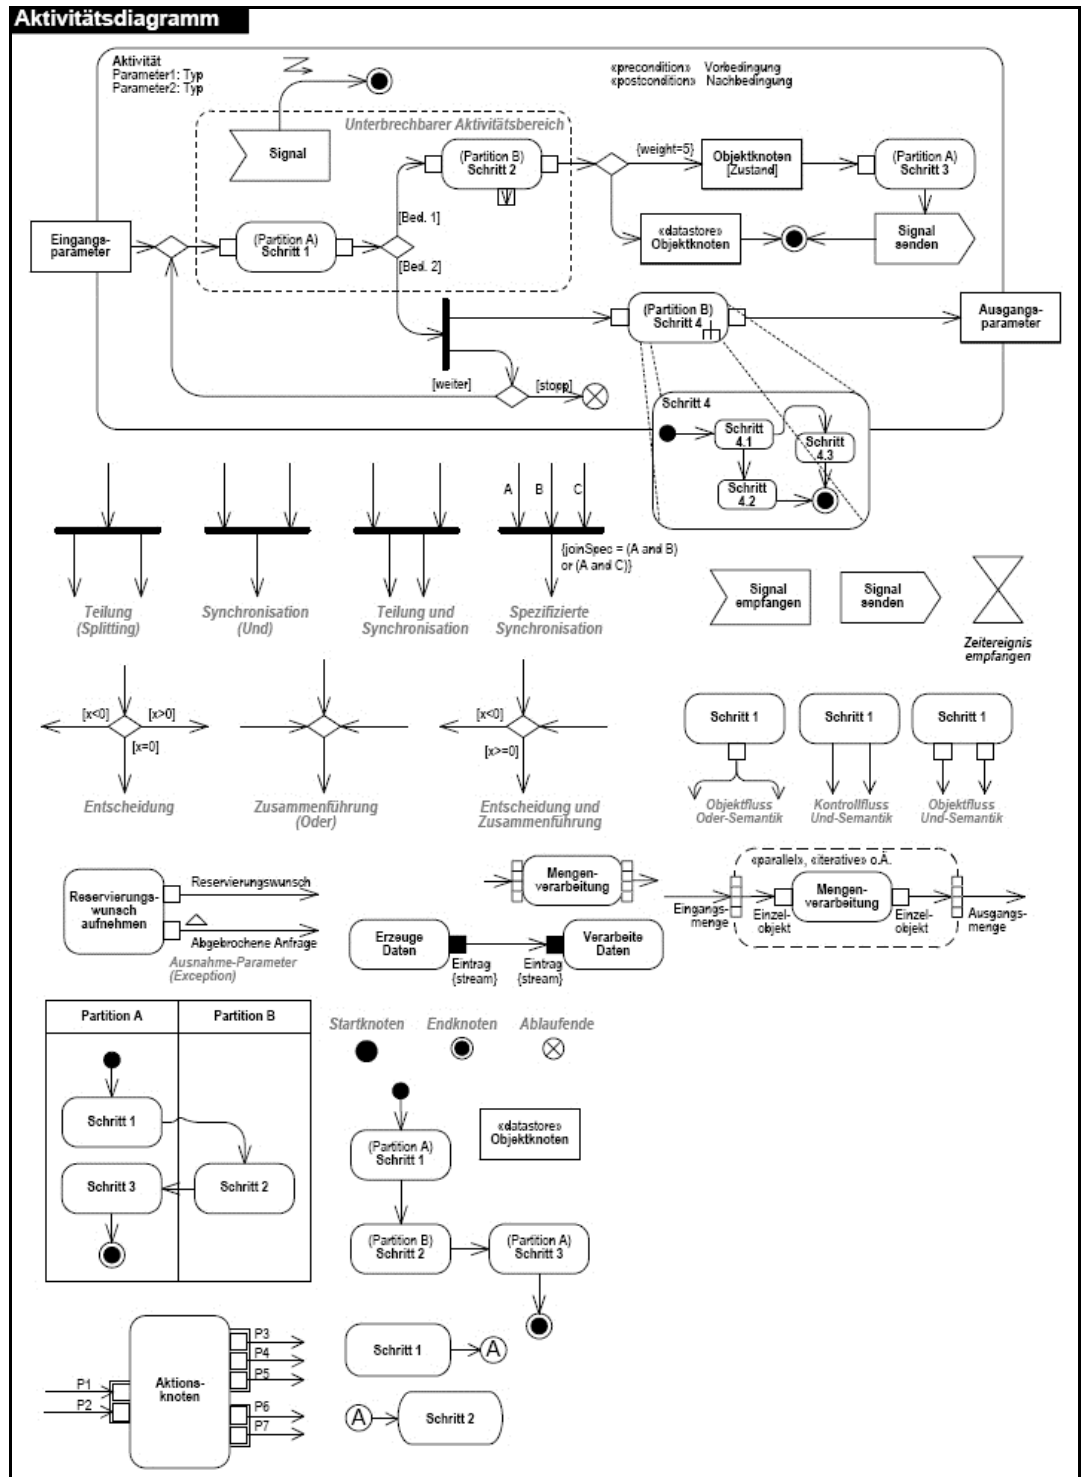 Aktivitätsdiagramm
Aktivität
Parameter1: Typ
Parameter2: Typ
«precondition» Vorbedingung
«postcondition» Nachbedingung
Unterbrechbarer Aktivitätsbereich
Signal
(Partition B)
Schritt 2
{weight=5}
Objektknoten
[Zustand]
(Partition A)
Schritt 3
[Bed. 1]
Eingangs-
parameter
(Partition A)
Schritt 1
[Bed. 2]
«datastore»
Objektknoten
Signal
senden
(Partition B)
Schritt 4
Ausgangs-
parameter
[weiter]
[stopp]
Schritt 4
Schritt
4.1
Schritt
4.3
Schritt
4.2
A
B
C
{joinSpec = (A and B)
or (A and C)}
Teilung
(Splitting)
Synchronisation
(Und)
Teilung und
Synchronisation
Spezifizierte
Synchronisation
Signal
empfangen
Signal
senden
Zeitereignis
empfangen
[x<0]
[x>0]
[x=0]
[x<0]
[x>=0]
Entscheidung
Zusammenführung
(Oder)
Entscheidung und
Zusammenführung
Schritt 1
Schritt 1
Schritt 1
Objektfluss
Oder-Semantik
Kontrollfluss
Und-Semantik
Objektfluss
Und-Semantik
Reservierungs-
wunsch
aufnehmen
Reservierungswunsch
Abgebrochene Anfrage
Ausnahme-Parameter
(Exception)
Mengen-
verarbeitung
Erzeuge
Daten
Verarbeite
Daten
Eintrag
{stream}
Eintrag
{stream}
«parallel», «iterative» o.Ä.
Mengen-
verarbeitung
Eingangs-
menge
Einzel-
objekt
Einzel-
objekt
Ausgangs-
menge
Partition A
Partition B
Schritt 1
Schritt 3
Schritt 2
Startknoten
Endknoten
Ablaufende
(Partition A)
Schritt 1
«datastore»
Objektknoten
(Partition B)
Schritt 2
(Partition A)
Schritt 3
P1
P2
Aktions-
knoten
P3
P4
P5
P6
P7
Schritt 1
A
A
Schritt 2